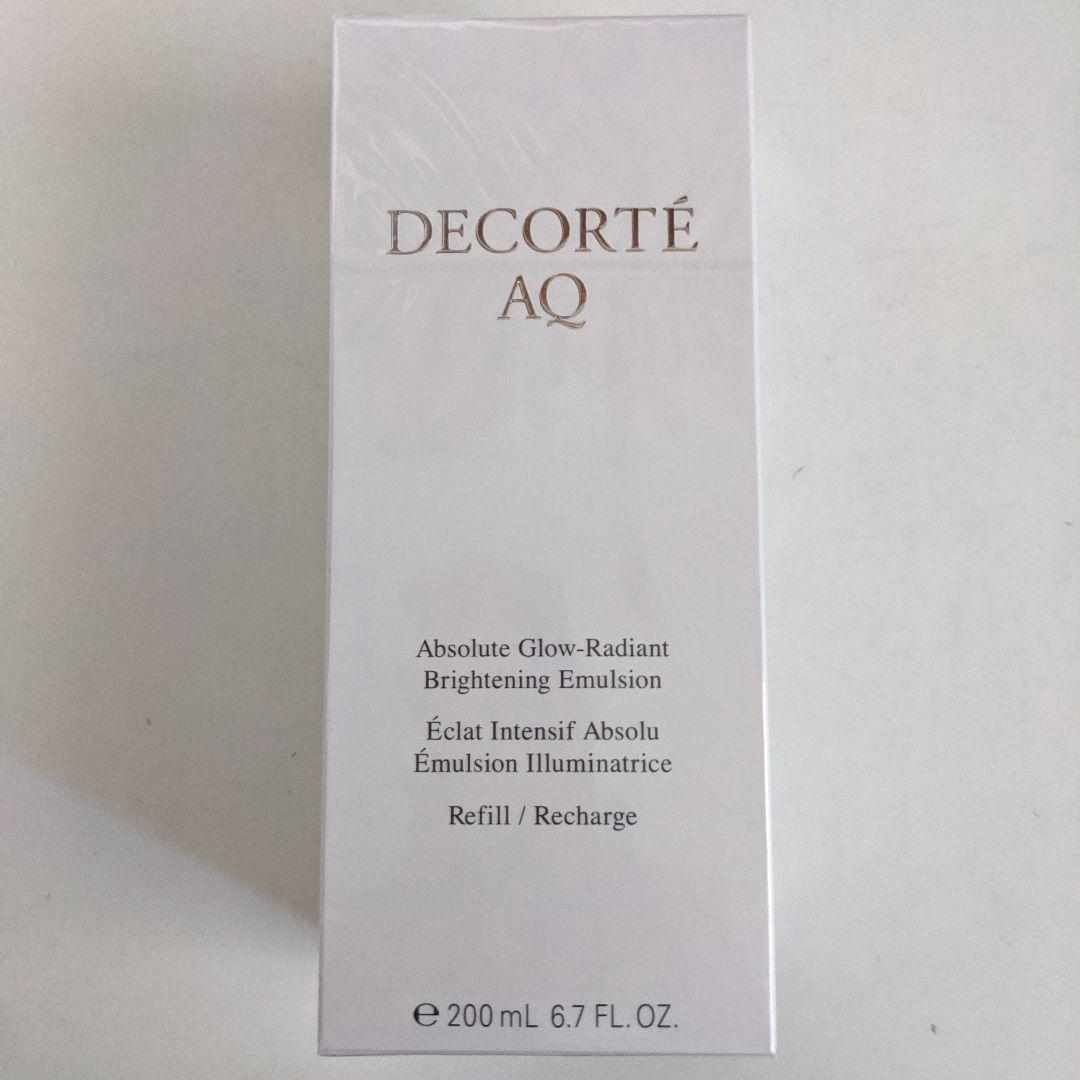 DECORTÉ
AQ
Absolute Glow-Radiant
Brightening Emulsion
Éclat Intensif Absolu
Émulsion Illuminatrice
Refill / Recharge
℮ 200 mL 6.7 FL. OZ.